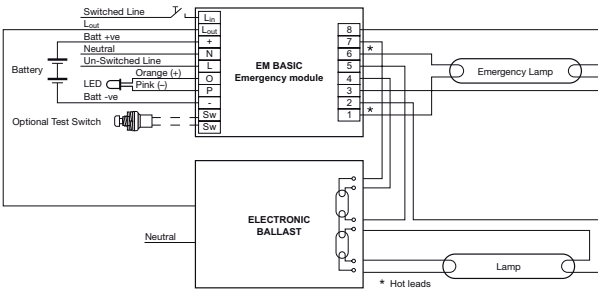 Switched Line
Lin
Lout
Lout
8
Batt +ve
+
7
Neutral
N
*
6
Un-Switched Line
L
EM BASIC
5
Battery
Orange (+)
O
Emergency module
4
Emergency Lamp
LED
Pink (–)
P
3
Batt -ve
-
2
Sw
*
1
Optional Test Switch
Sw
ELECTRONIC
BALLAST
Neutral
Lamp
* Hot leads